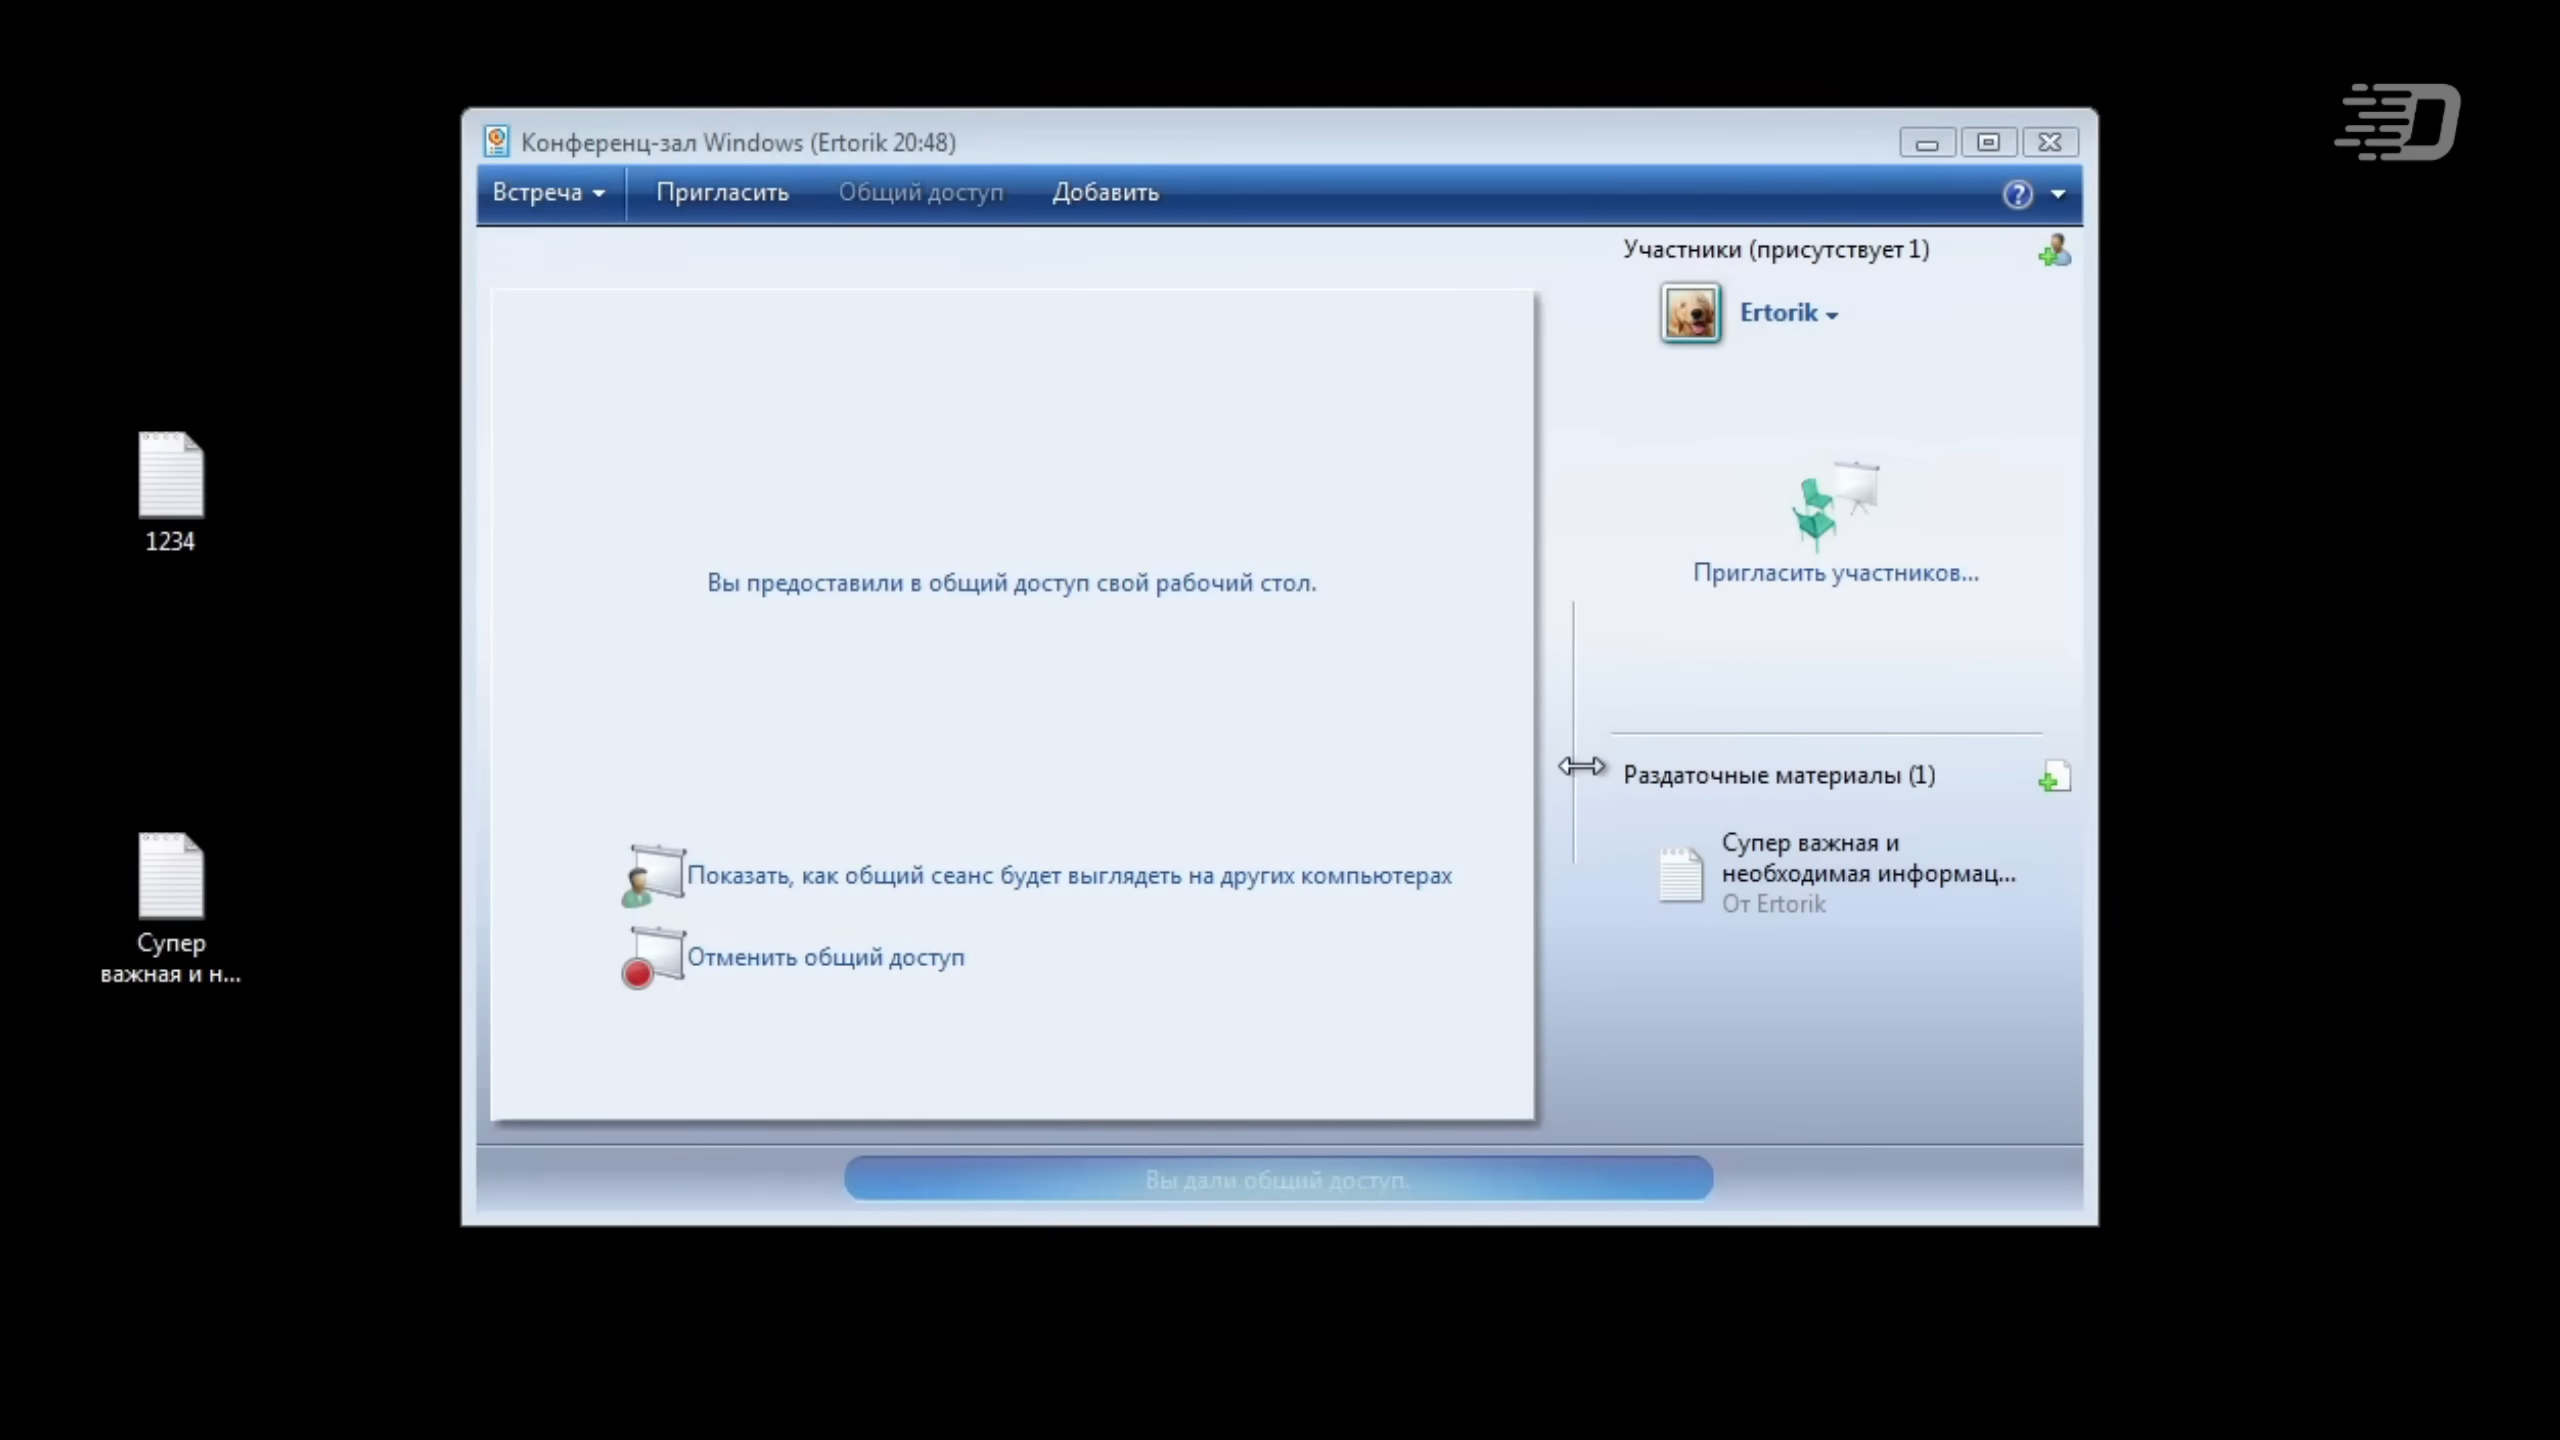 Конференц-зал Windows (Ertorik 20:48)
Встреча
Пригласить
Общий доступ
Добавить
Участники (присутствует 1)
Ertorik
1234
Вы предоставили в общий доступ свой рабочий стол.
Пригласить участников...
Раздаточные материалы (1)
Супер важная и
необходимая информац...
От Ertorik
Показать, как общий сеанс будет выглядеть на других компьютерах
Отменить общий доступ
Супер
важная и н...
Вы дали общий доступ.